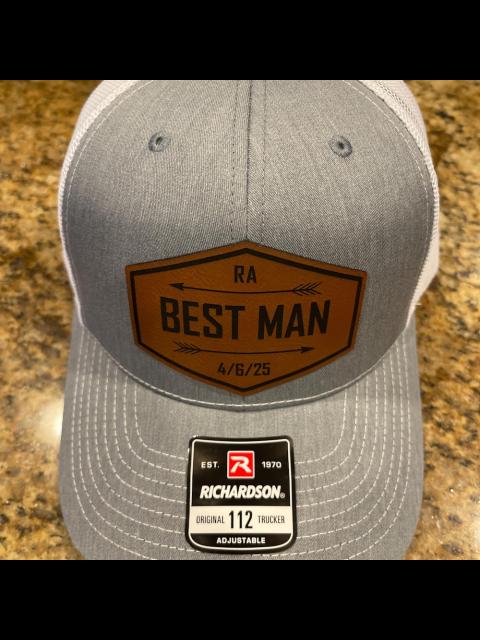 RA
BEST MAN
4/6/25
EST. R 1970
RICHARDSON®
ORIGINAL 112 TRUCKER
ADJUSTABLE